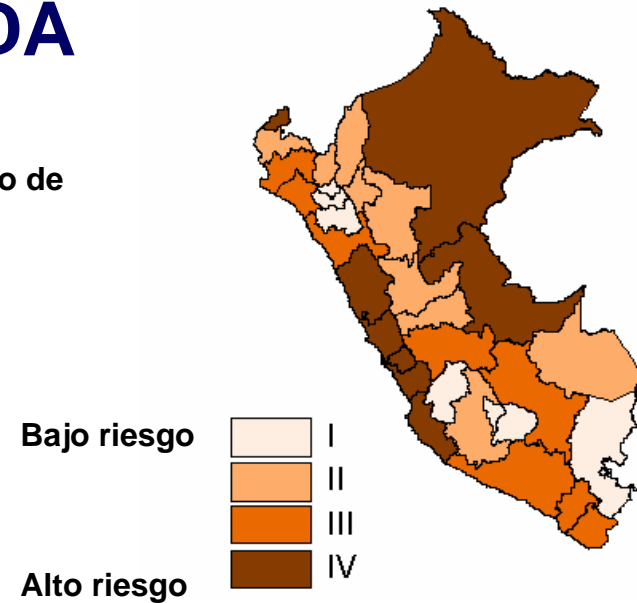 DA
o de
Bajo riesgo
I
II
III
IV
Alto riesgo